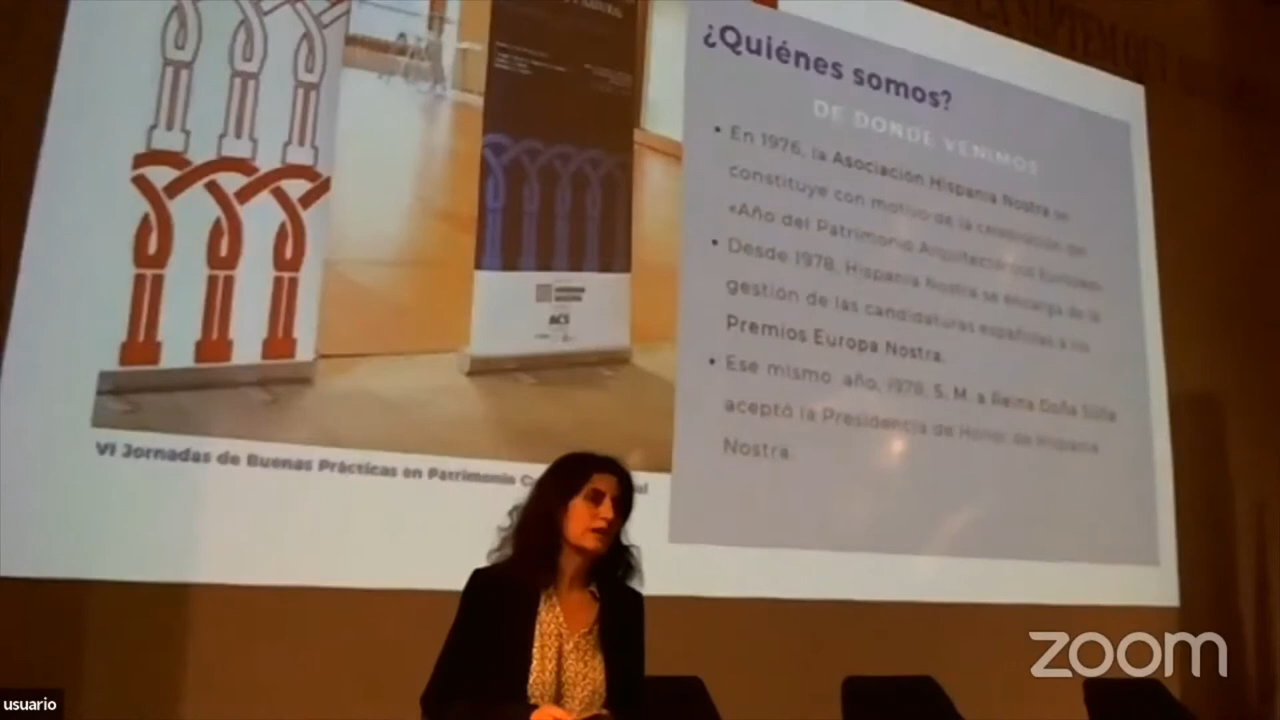 ¿Quiénes somos?
DE DONDE VENIMOS
• En 1976, la Asociación Hispania Nostra se
constituye con motivo de la celebración del
«Año del Patrimonio Arquitectónico Europeo».
• Desde 1978, Hispania Nostra se encarga de la
gestión de las candidaturas españolas a los
Premios Europa Nostra.
• Ese mismo año, 1978, S. M. a Reina Doña Sofía
aceptó la Presidencia de Honor de Hispania
Nostra
ACS
VI Jornadas de Buenas Prácticas en Patrimonio
zoom
usuario